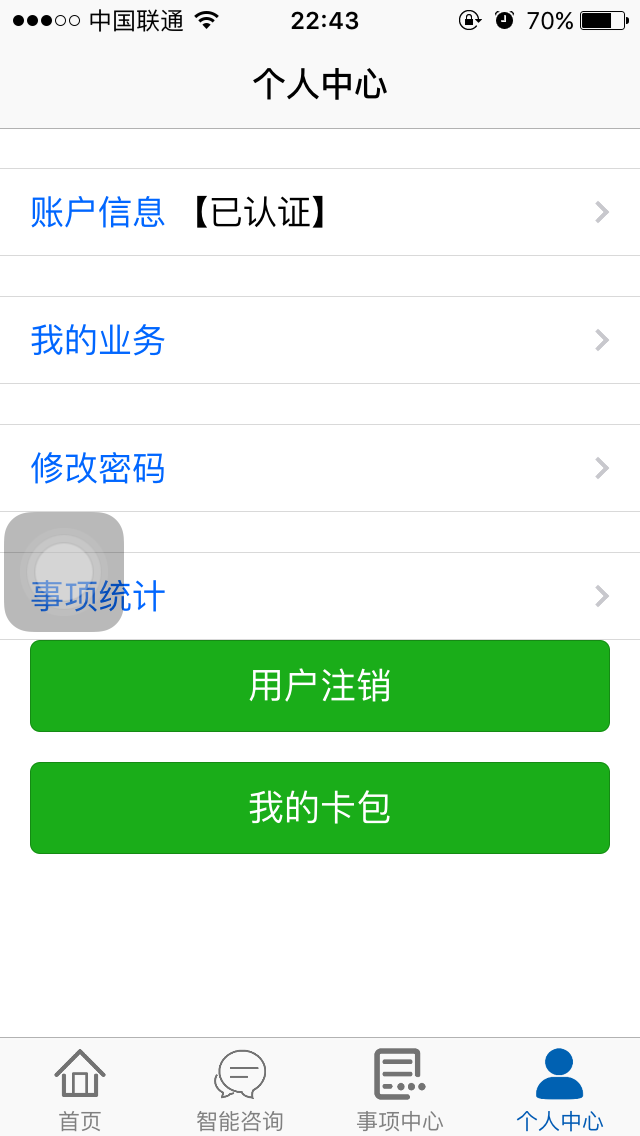 中国联通 22:43 70%
个人中心
账户信息 【已认证】
我的业务
修改密码
事项统计
用户注销
我的卡包
首页 智能咨询 事项中心 个人中心